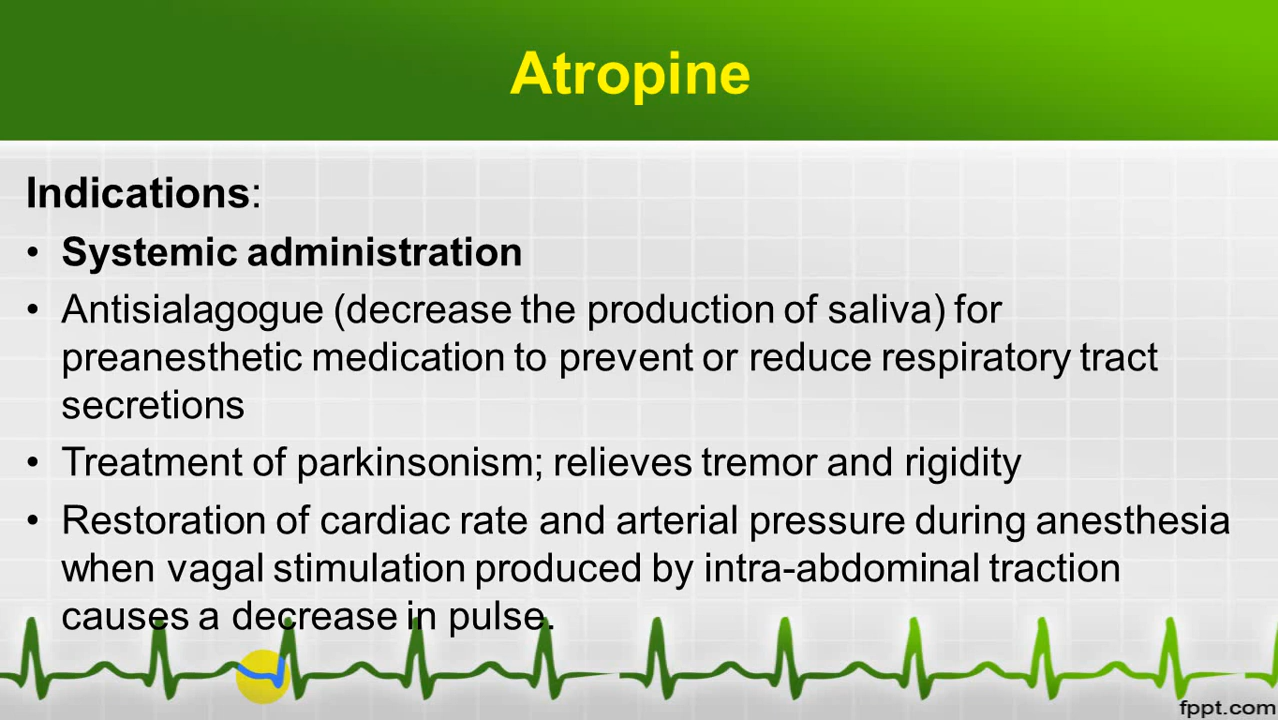 Atropine
Indications:
• Systemic administration
• Antisialagogue (decrease the production of saliva) for
preanesthetic medication to prevent or reduce respiratory tract
secretions
• Treatment of parkinsonism; relieves tremor and rigidity
• Restoration of cardiac rate and arterial pressure during anesthesia
when vagal stimulation produced by intra-abdominal traction
causes a decrease in pulse.
fppt.com